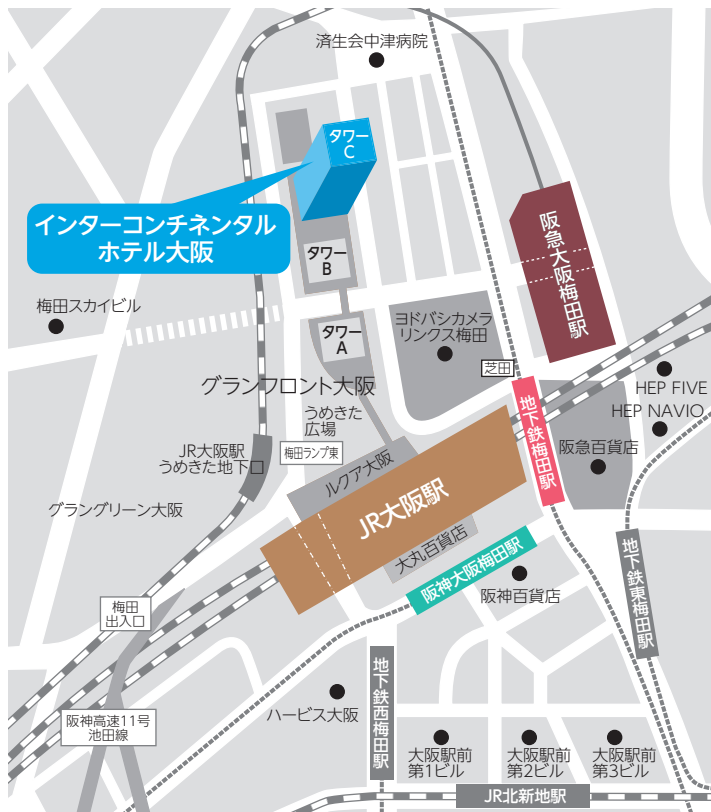 済生会中津病院
タワー
C
インターコンチネンタル
ホテル大阪
タワー
B
阪急大阪梅田駅
梅田スカイビル
タワー
A
ヨドバシカメラ
リンクス梅田
芝田
グランフロント大阪
HEP FIVE
HEP NAVIO
地下鉄梅田駅
うめきた
広場
梅田ランプ東
JR大阪駅
うめきた地下口
ルクア大阪
阪急百貨店
グラングリーン大阪
JR大阪駅
大丸百貨店
阪神大阪梅田駅
阪神百貨店
地下鉄東梅田駅
梅田
出入口
地下鉄西梅田駅
ハービス大阪
阪神高速11号
池田線
大阪駅前
第1ビル
大阪駅前
第2ビル
大阪駅前
第3ビル
JR北新地駅